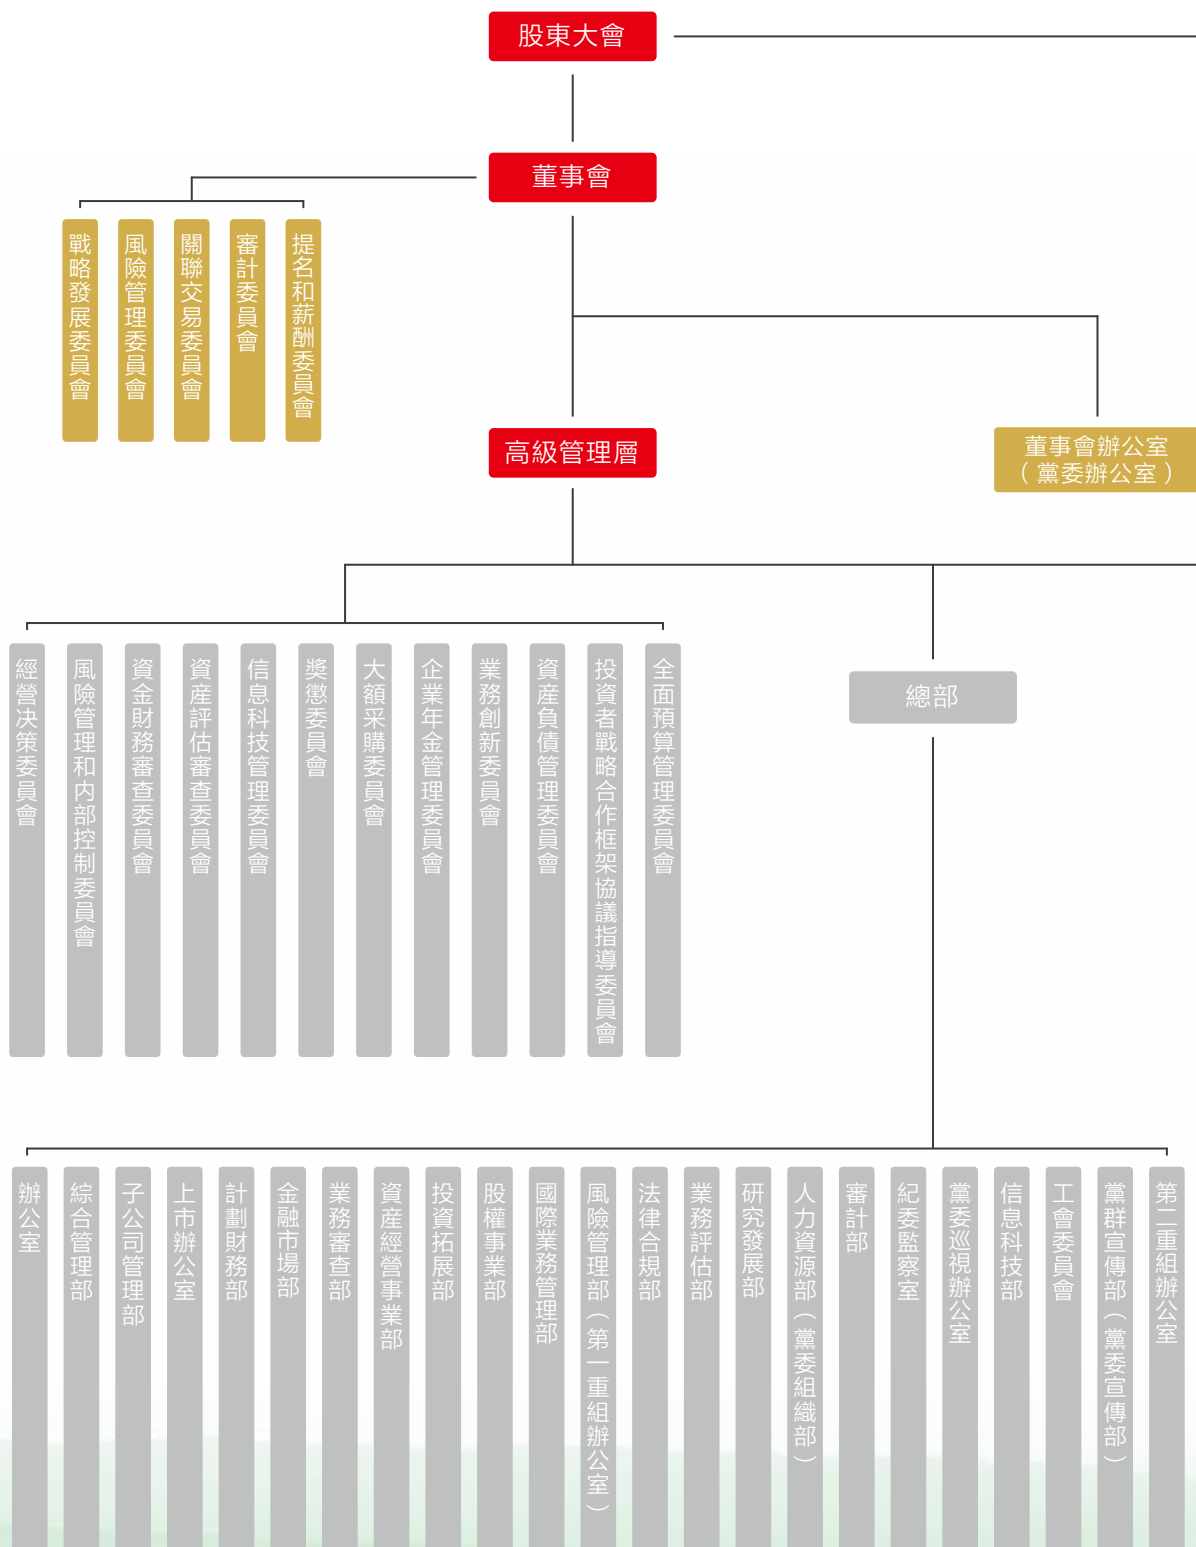 股東大會
董事會
戰略發展委員會
風險管理委員會
關聯交易委員會
審計委員會
提名和薪酬委員會
高級管理層
董事會辦公室
（黨委辦公室）
經營决策委員會
風險管理和内部控制委員會
資金財務審查委員會
資産評估審查委員會
信息科技管理委員會
獎懲委員會
大額采購委員會
企業年金管理委員會
業務創新委員會
資産負債管理委員會
投資者戰略合作框架協議指導委員會
全面預算管理委員會
總部
辦公室
綜合管理部
子公司管理部
上市辦公室
計劃財務部
金融市場部
業務審查部
資産經營事業部
投資拓展部
股權事業部
國際業務管理部
風險管理部（第一重組辦公室）
法律合規部
業務評估部
研究發展部
人力資源部（黨委組織部）
審計部
紀委監察室
黨委巡視辦公室
信息科技部
工會委員會
黨群宣傳部（黨委宣傳部）
第二重組辦公室